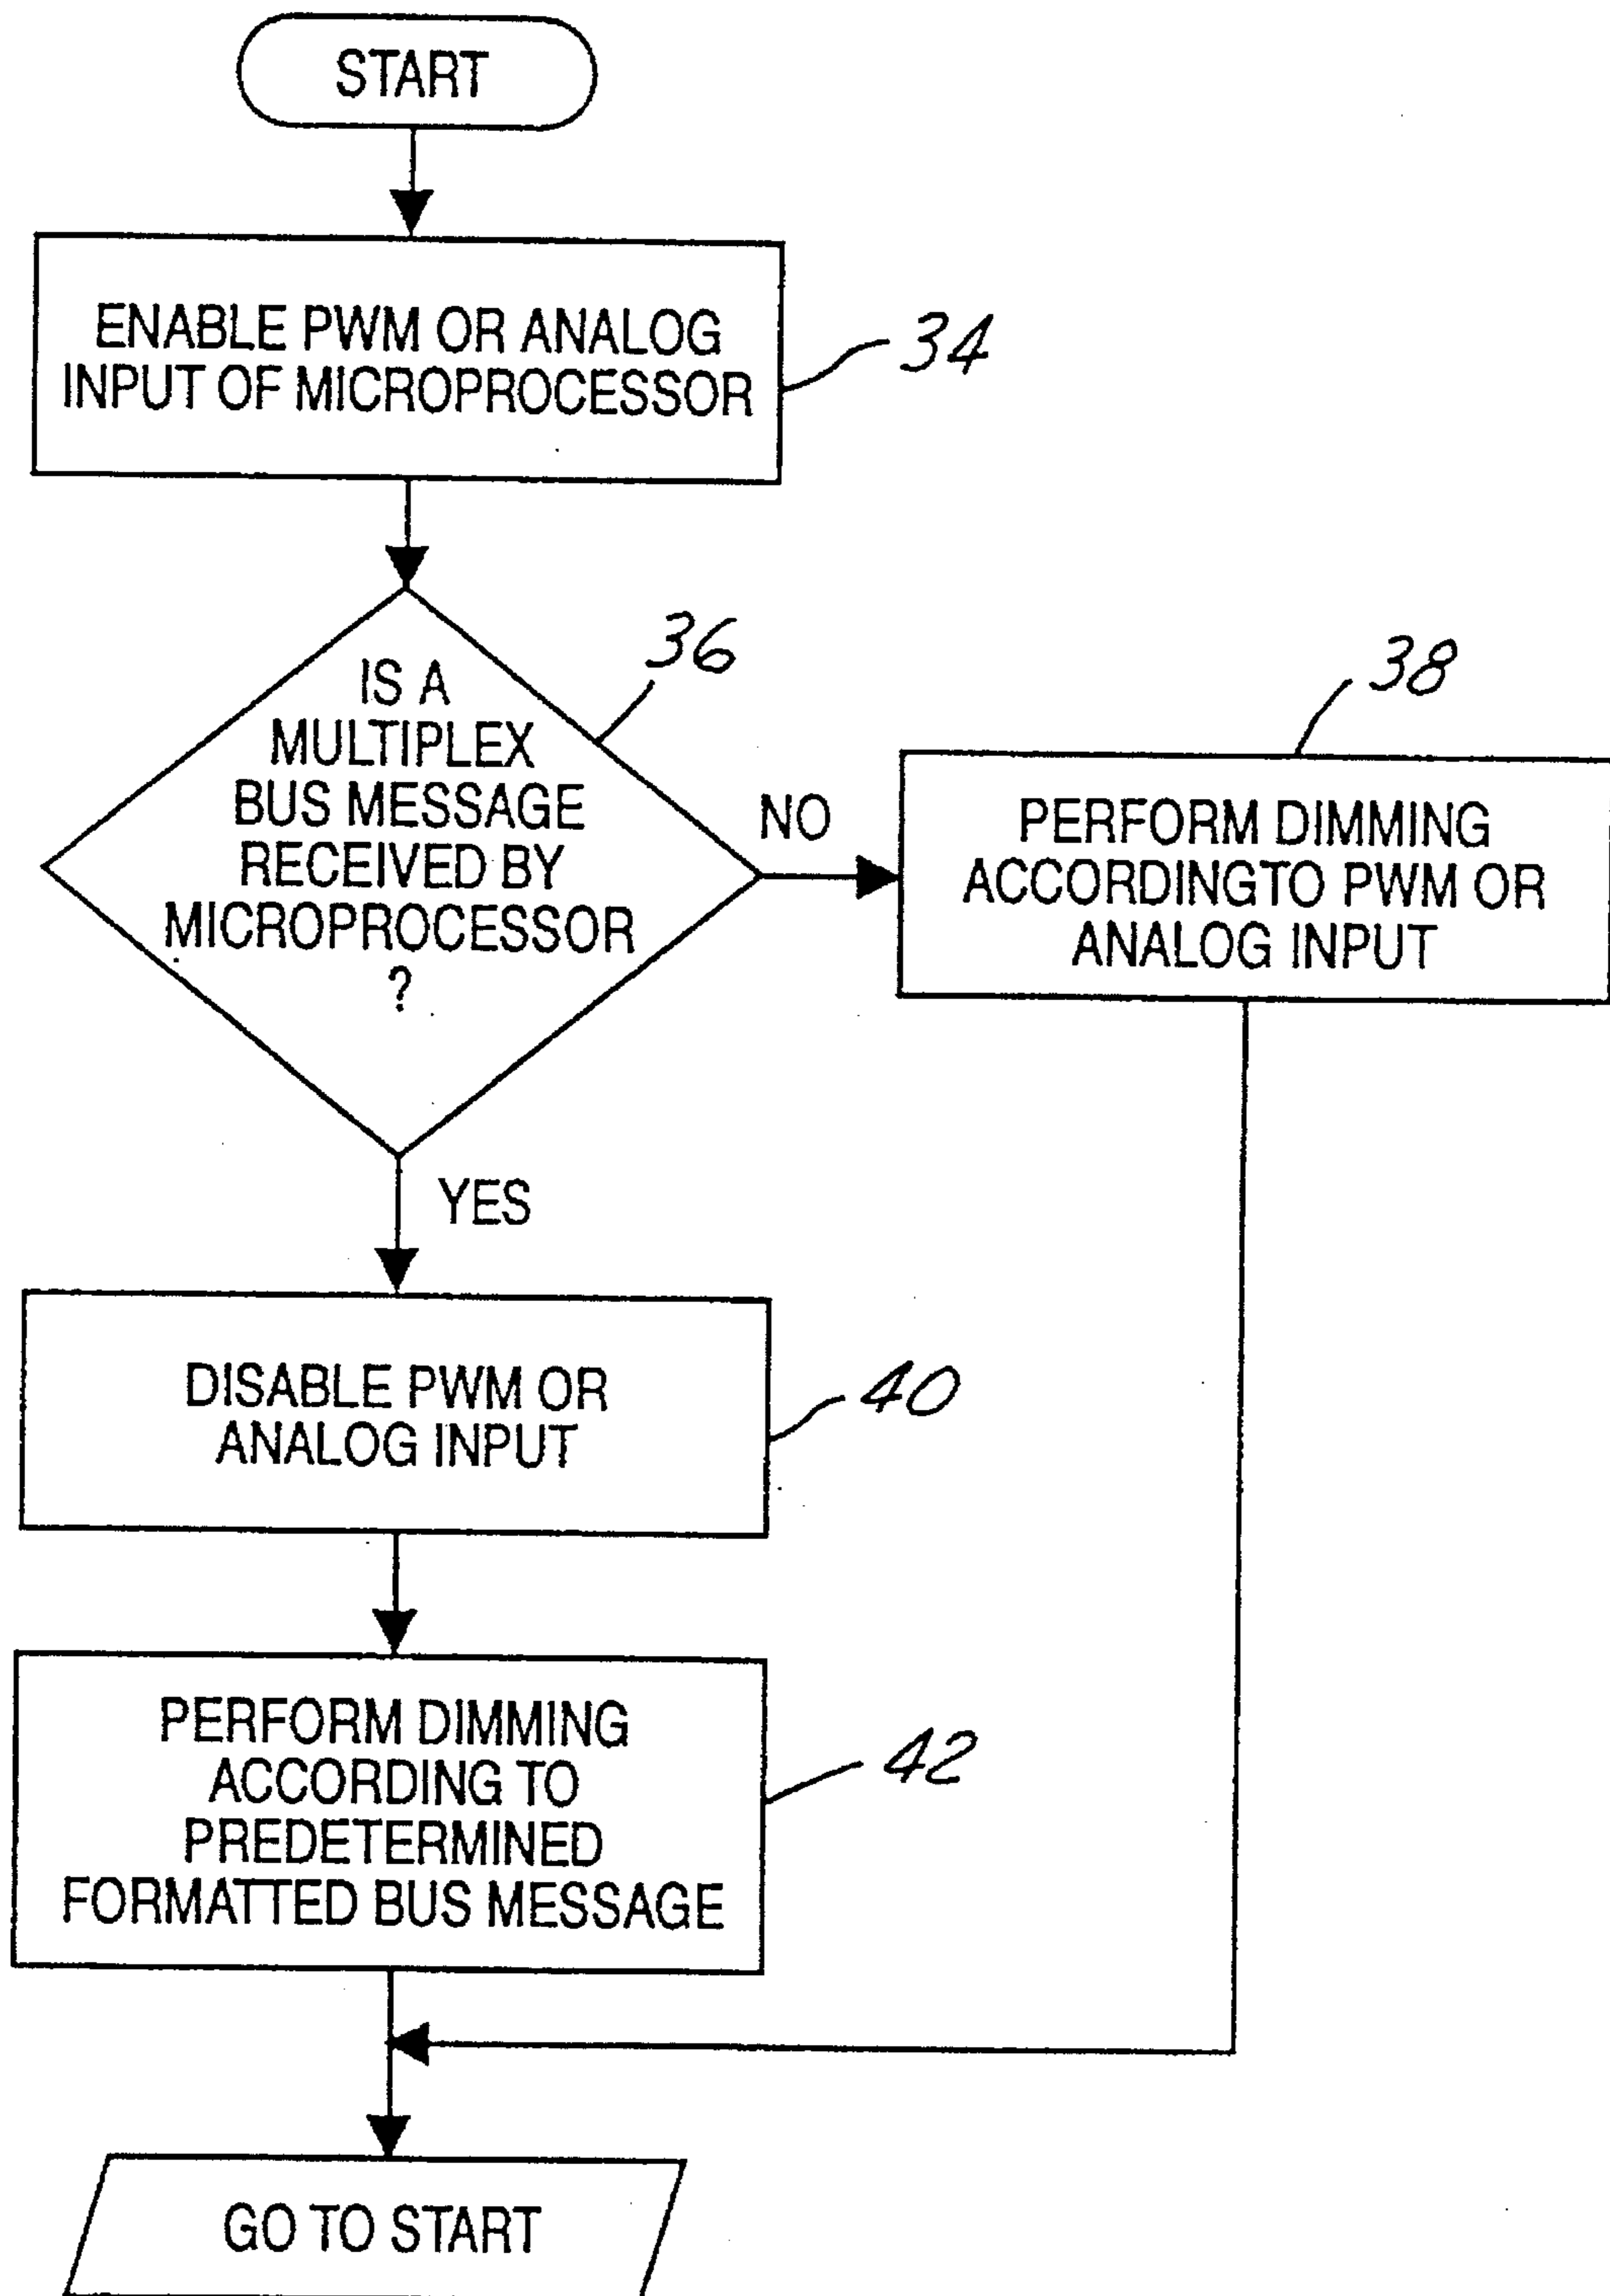 START
ENABLE PWM OR ANALOG
INPUT OF MICROPROCESSOR
34
IS A
MULTIPLEX
BUS MESSAGE
RECEIVED BY
MICROPROCESSOR
?
36
NO
38
PERFORM DIMMING
ACCORDINGTO PWM OR
ANALOG INPUT
YES
DISABLE PWM OR
ANALOG INPUT
40
PERFORM DIMMING
ACCORDING TO
PREDETERMINED
FORMATTED BUS MESSAGE
42
GO TO START